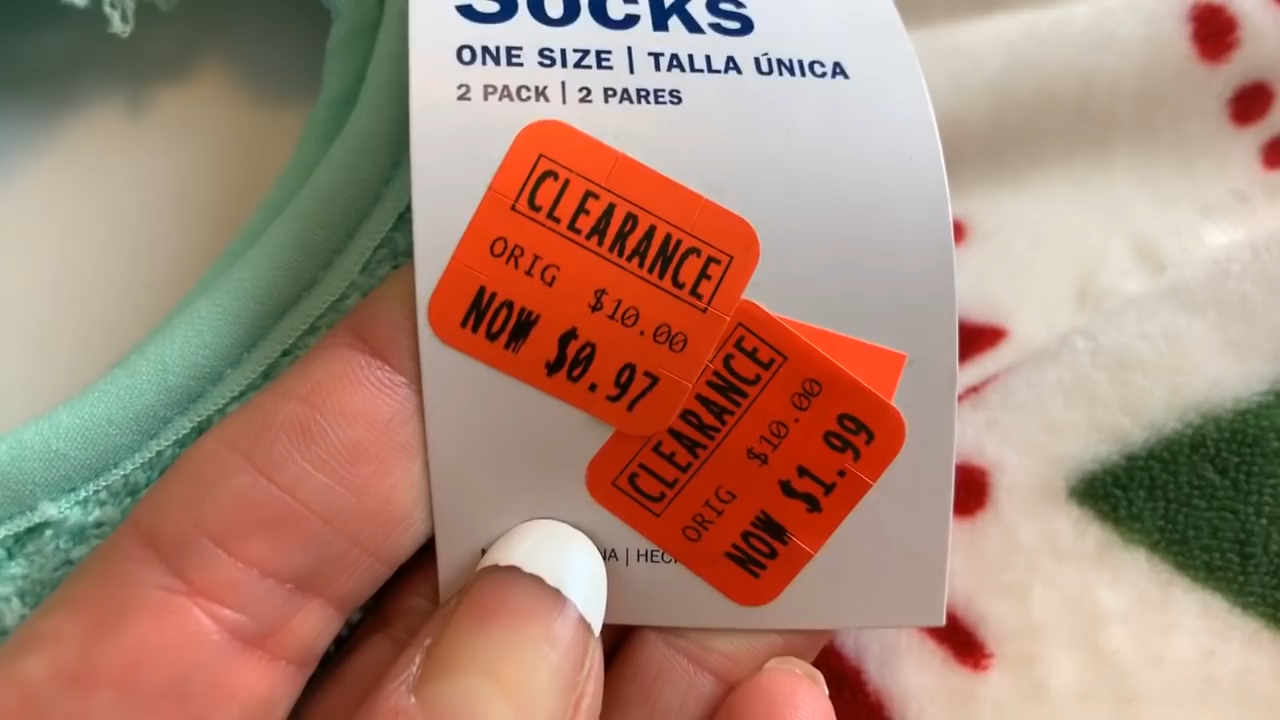 Socks
ONE SIZE | TALLA ÚNICA
2 PACK | 2 PARES
CLEARANCE
ORIG $10.00
NOW $0.97
CLEARANCE
ORIG $10.00
NOW $1.99